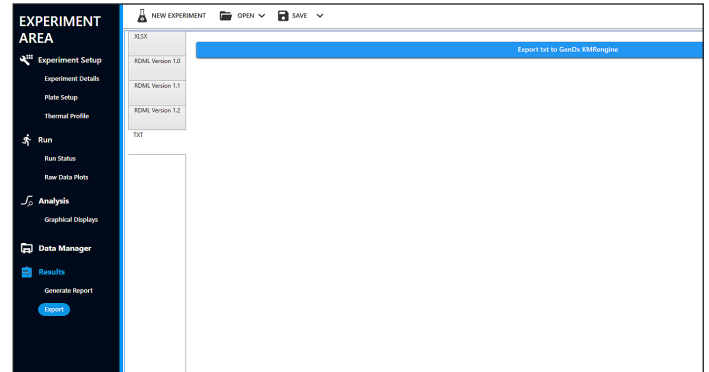 EXPERIMENT
AREA
Experiment Setup
Experiment Details
Plate Setup
Thermal Profile
Run
Run Status
Raw Data Plots
Analysis
Graphical Displays
Data Manager
Results
Generate Report
Export
NEW EXPERIMENT OPEN SAVE
XLSX
RDML Version 1.0
RDML Version 1.1
RDML Version 1.2
TXT
Export txt to GenDx KMRengine